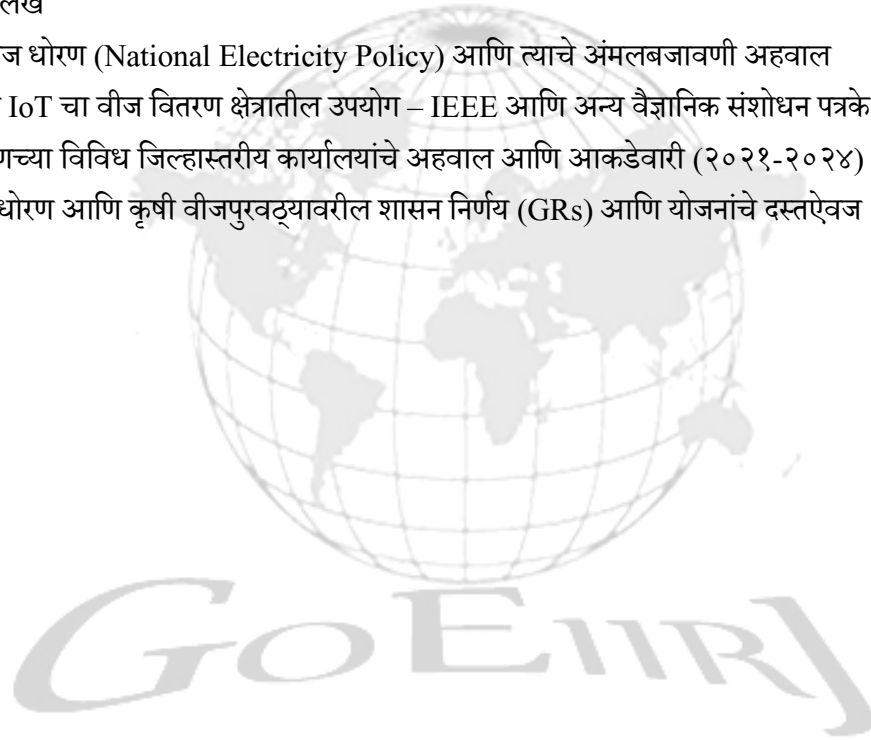 ज धोरण (National Electricity Policy) आणि त्याचे अंमलबजावणी अहवाल
IoT चा वीज वितरण क्षेत्रातील उपयोग – IEEE आणि अन्य वैज्ञानिक संशोधन पत्रके
णच्या विविध जिल्हास्तरीय कार्यालयांचे अहवाल आणि आकडेवारी (२०२१-२०२४)
धोरण आणि कृषी वीजपुरवठ्यावरील शासन निर्णय (GRs) आणि योजनांचे दस्तऐवज
GOEIIRJ